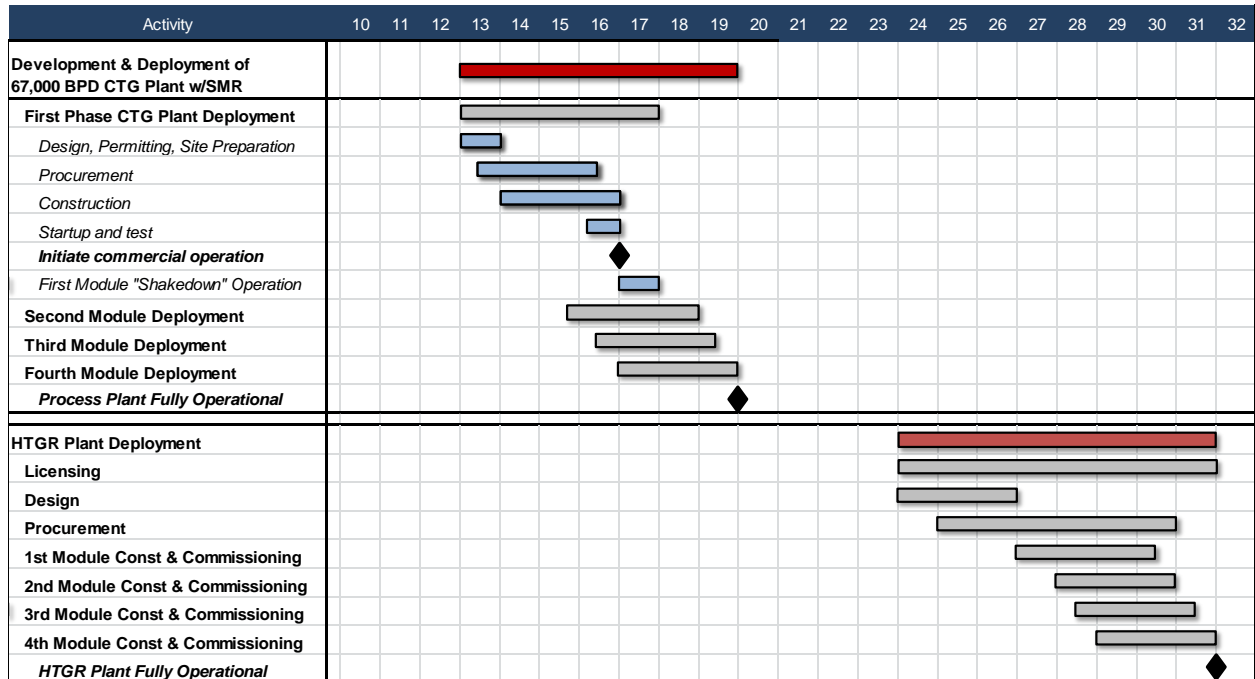 Activity 10 11 12 13 14 15 16 17 18 19 20 21 22 23 24 25 26 27 28 29 30 31 32
Development & Deployment of
67,000 BPD CTG Plant w/SMR
First Phase CTG Plant Deployment
Design, Permitting, Site Preparation
Procurement
Construction
Startup and test
Initiate commercial operation
First Module "Shakedown" Operation
Second Module Deployment
Third Module Deployment
Fourth Module Deployment
Process Plant Fully Operational
HTGR Plant Deployment
Licensing
Design
Procurement
1st Module Const & Commissioning
2nd Module Const & Commissioning
3rd Module Const & Commissioning
4th Module Const & Commissioning
HTGR Plant Fully Operational